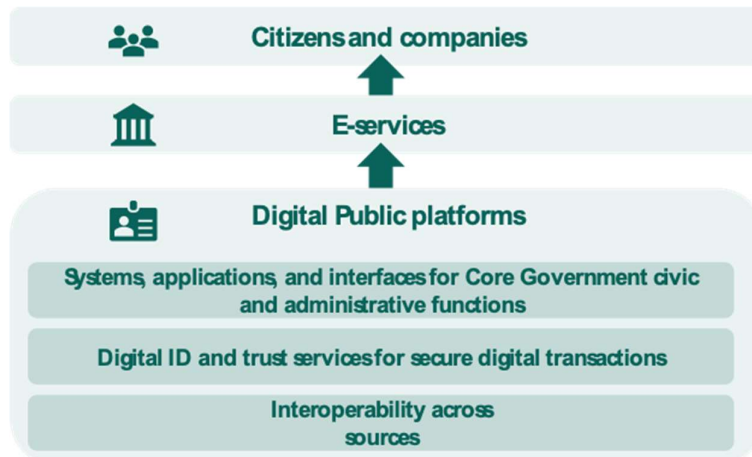 Citizens and companies
E-services
Digital Public platforms
Systems, applications, and interfaces for Core Government civic
and administrative functions
Digital ID and trust services for secure digital transactions
Interoperability across
sources